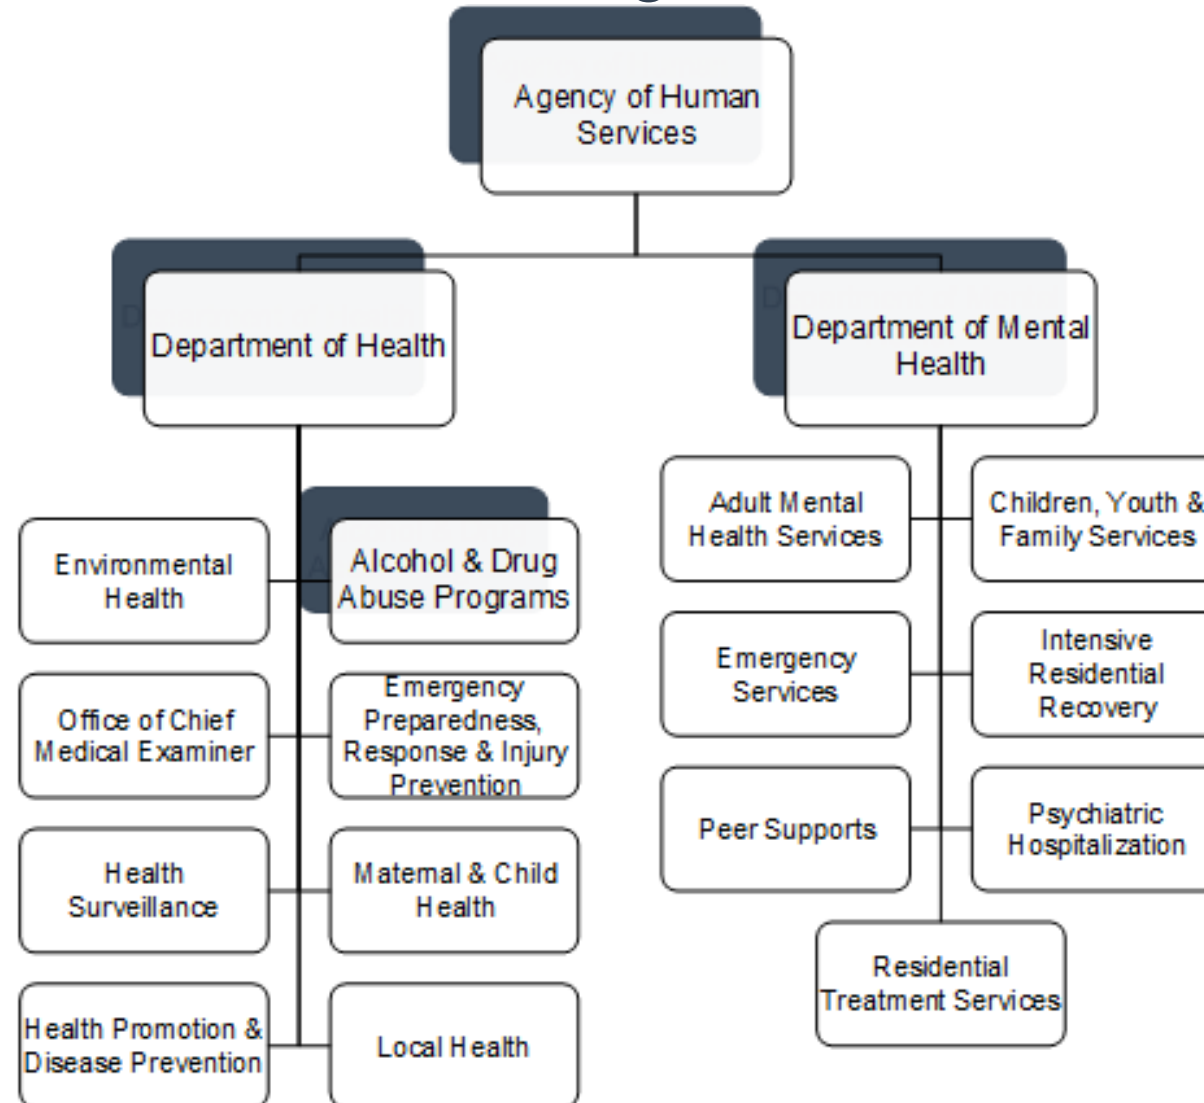 Agency of Human
Services
Department of Health
Department of Mental
Health
Environmental
Health
Alcohol & Drug
Abuse Programs
Office of Chief
Medical Examiner
Emergency
Preparedness,
Response & Injury
Prevention
Health
Surveillance
Maternal & Child
Health
Health Promotion &
Disease Prevention
Local Health
Adult Mental
Health Services
Children, Youth &
Family Services
Emergency
Services
Intensive
Residential
Recovery
Peer Supports
Psychiatric
Hospitalization
Residential
Treatment Services